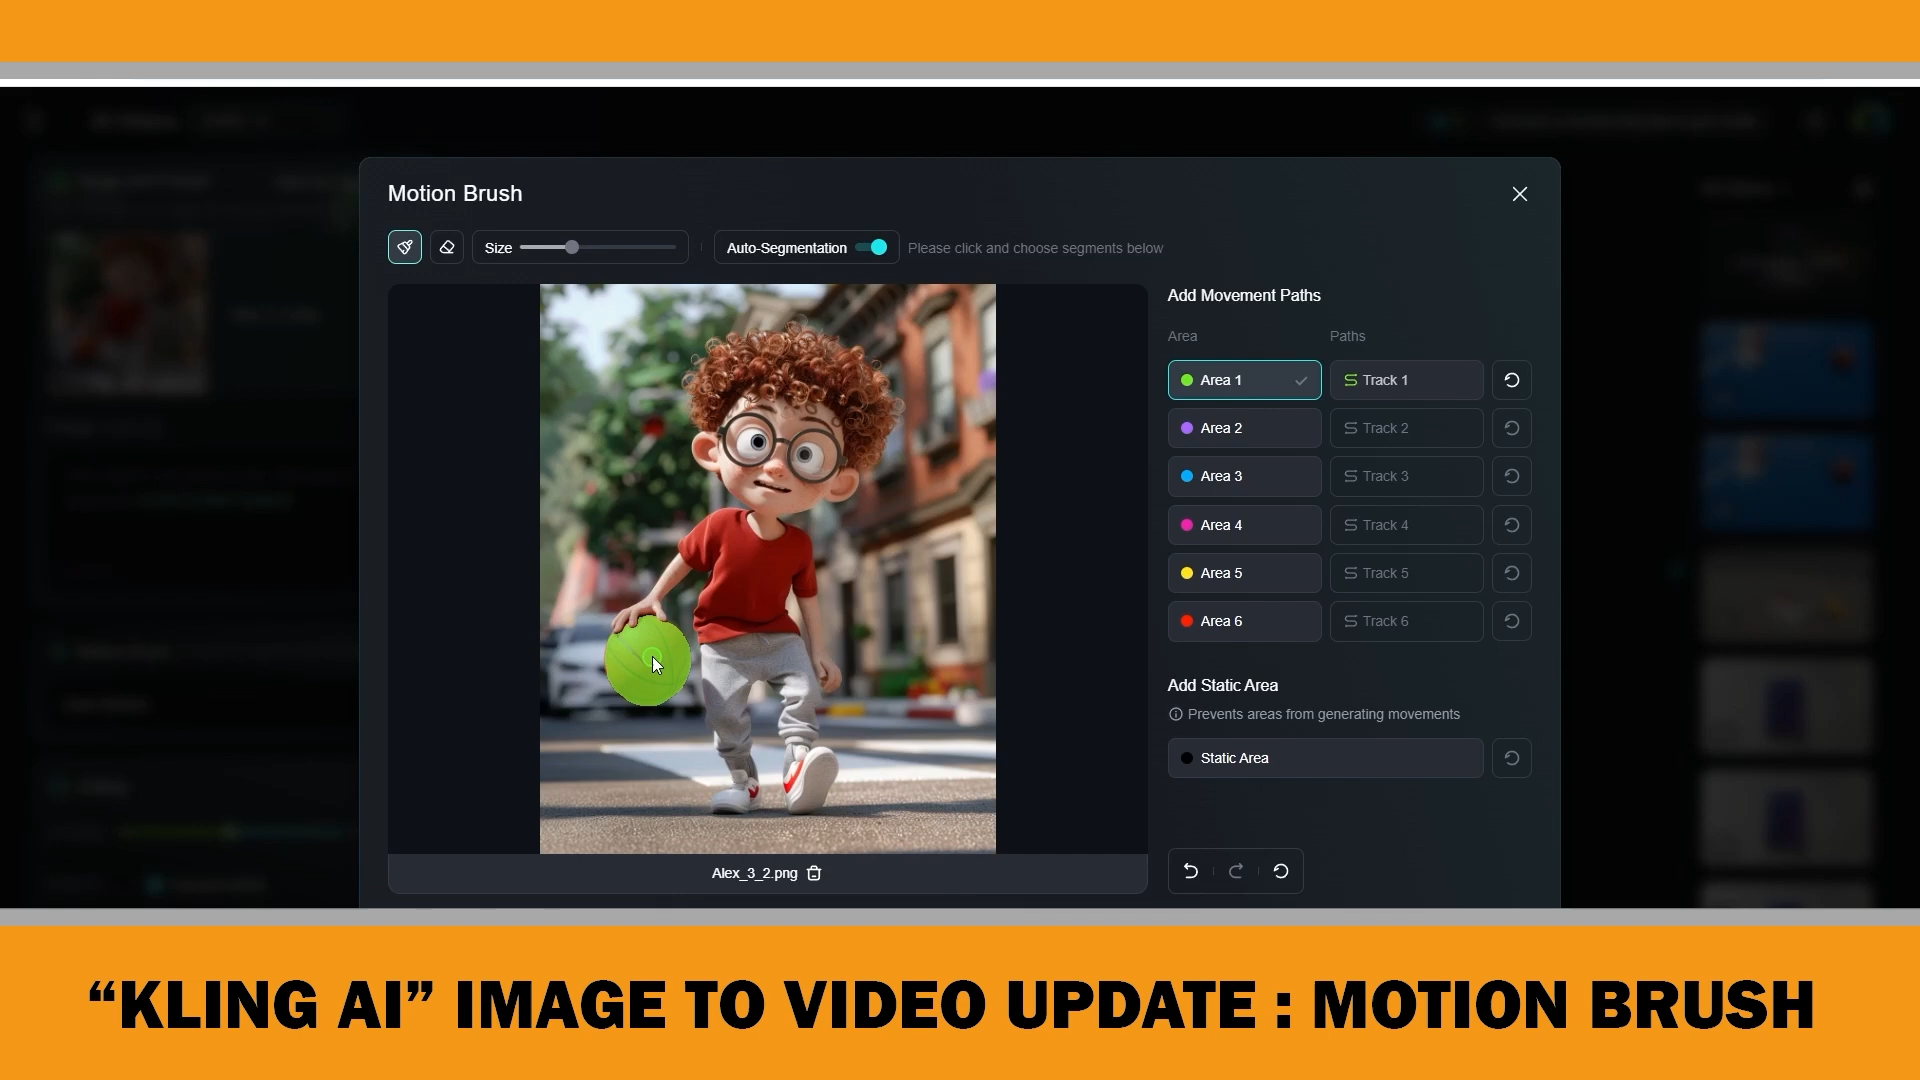 Motion Brush
Size
Auto-Segmentation
Please click and choose segments below
Add Movement Paths
Area
Paths
Area 1
Track 1
Area 2
Track 2
Area 3
Track 3
Area 4
Track 4
Area 5
Track 5
Area 6
Track 6
Add Static Area
Prevents areas from generating movements
Static Area
Alex_3_2.png
“KLING AI” IMAGE TO VIDEO UPDATE : MOTION BRUSH